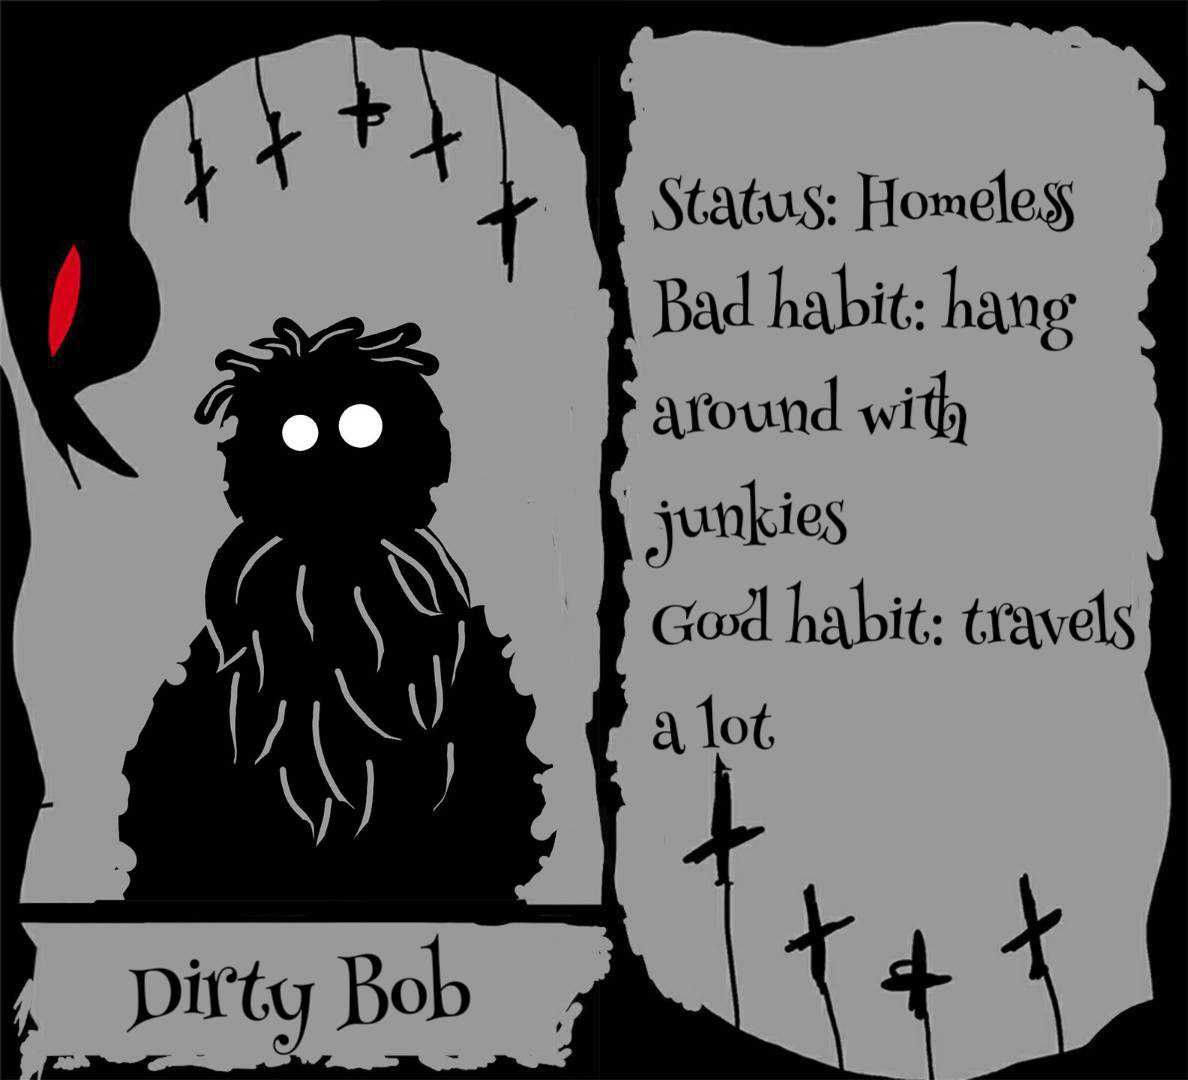 Status: Homeless
Bad habit: hang
around with
junkies
Good habit: travels
a lot
Dirty Bob